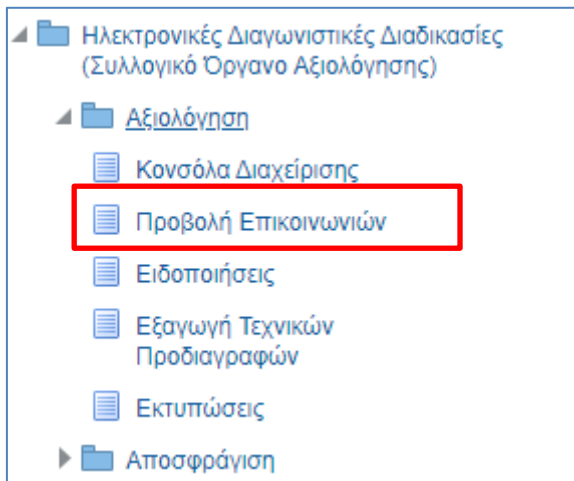 Ηλεκτρονικές Διαγωνιστικές Διαδικασίες
(Συλλογικό Όργανο Αξιολόγησης)
Αξιολόγηση
Κονσόλα Διαχείρισης
Προβολή Επικοινωνιών
Ειδοποιήσεις
Εξαγωγή Τεχνικών
Προδιαγραφών
Εκτυπώσεις
Αποσφράγιση